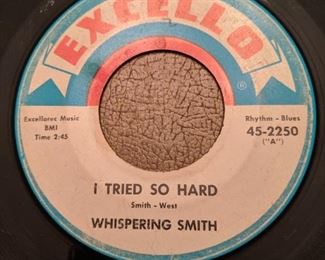 EXCELLO
®
Excellorec Music
BMI
Time 2:45
Rhythm - Blues
45-2250
("A")
I TRIED SO HARD
Smith - West
WHISPERING SMITH